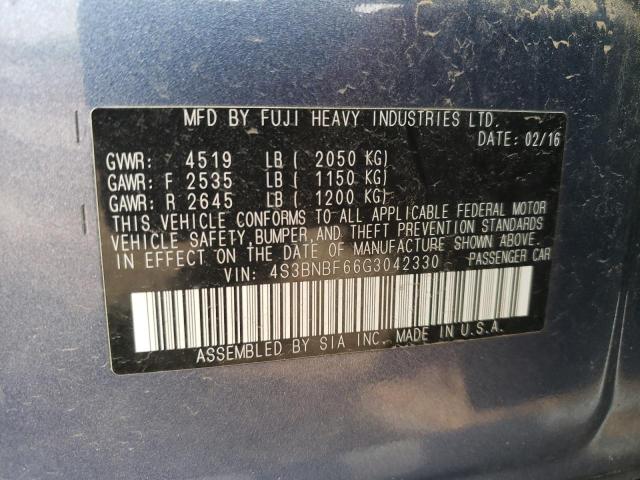 MFD BY FUJI HEAVY INDUSTRIES LTD.
DATE: 02/16
GVWR: 4519 LB ( 2050 KG)
GAWR: F 2535 LB ( 1150 KG)
GAWR: R 2645 LB ( 1200 KG)
THIS VEHICLE CONFORMS TO ALL APPLICABLE FEDERAL MOTOR
VEHICLE SAFETY, BUMPER, AND THEFT PREVENTION STANDARDS
IN EFFECT ON THE DATE OF MANUFACTURE SHOWN ABOVE.
VIN: 4S3BNBF66G3042330 PASSENGER CAR
ASSEMBLED BY SIA INC. MADE IN U.S.A.